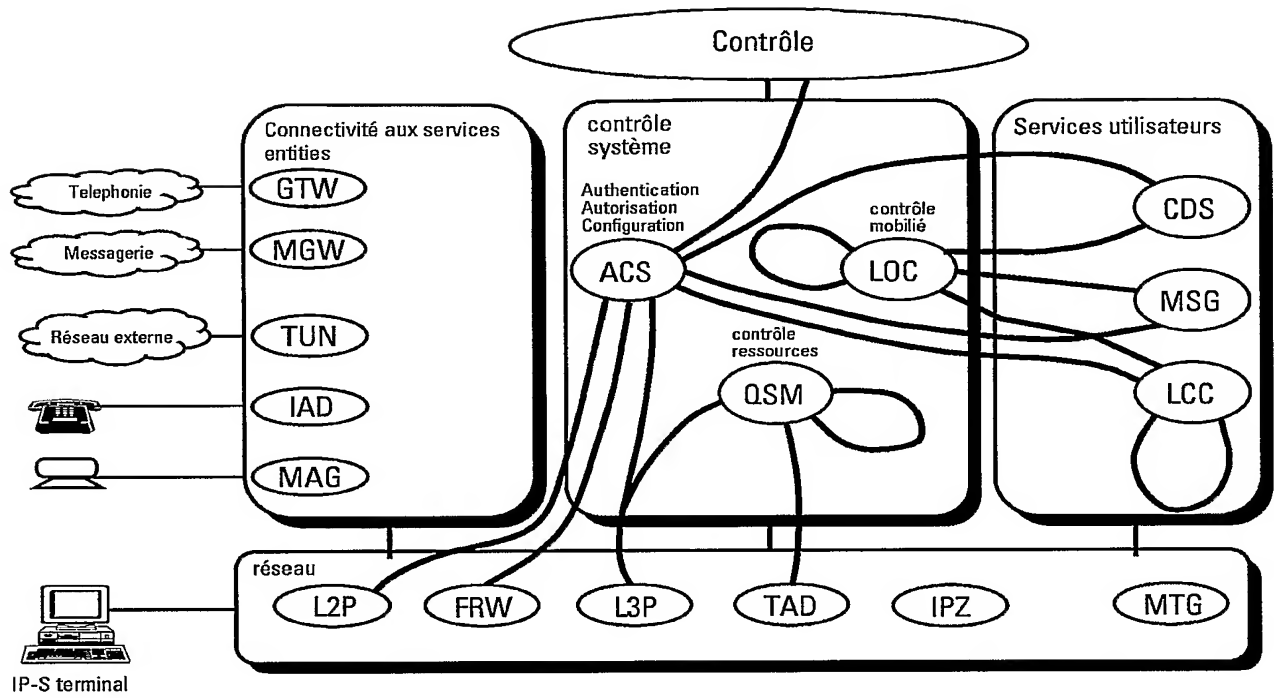 Contrôle
Connectivité aux services
entities
GTW
MGW
TUN
IAD
MAG
Telephonie
Messagerie
Réseau externe
contrôle
système
Authentication
Autorisation
Configuration
ACS
contrôle
mobilié
LOC
contrôle
ressources
QSM
Services utilisateurs
CDS
MSG
LCC
réseau
L2P
FRW
L3P
TAD
IPZ
MTG
IP-S terminal